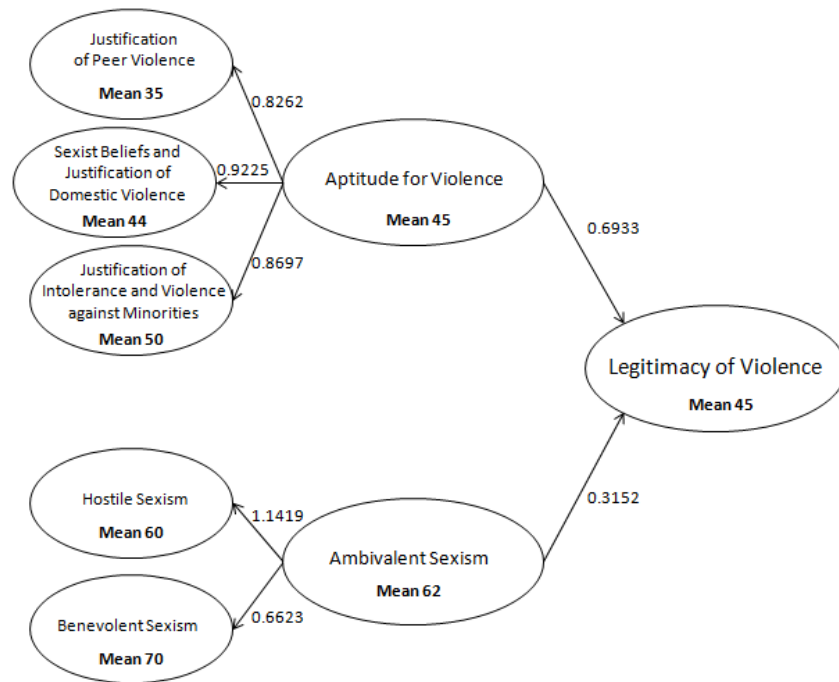 Justification
of Peer Violence
Mean 35
0.8262
Sexist Beliefs and
Justification of
Domestic Violence
Mean 44
0.9225
Aptitude for Violence
Mean 45
0.8697
Justification of
Intolerance and Violence
against Minorities
Mean 50
0.6933
Legitimacy of Violence
Mean 45
Hostile Sexism
Mean 60
1.1419
Ambivalent Sexism
Mean 62
0.3152
Benevolent Sexism
Mean 70
0.6623